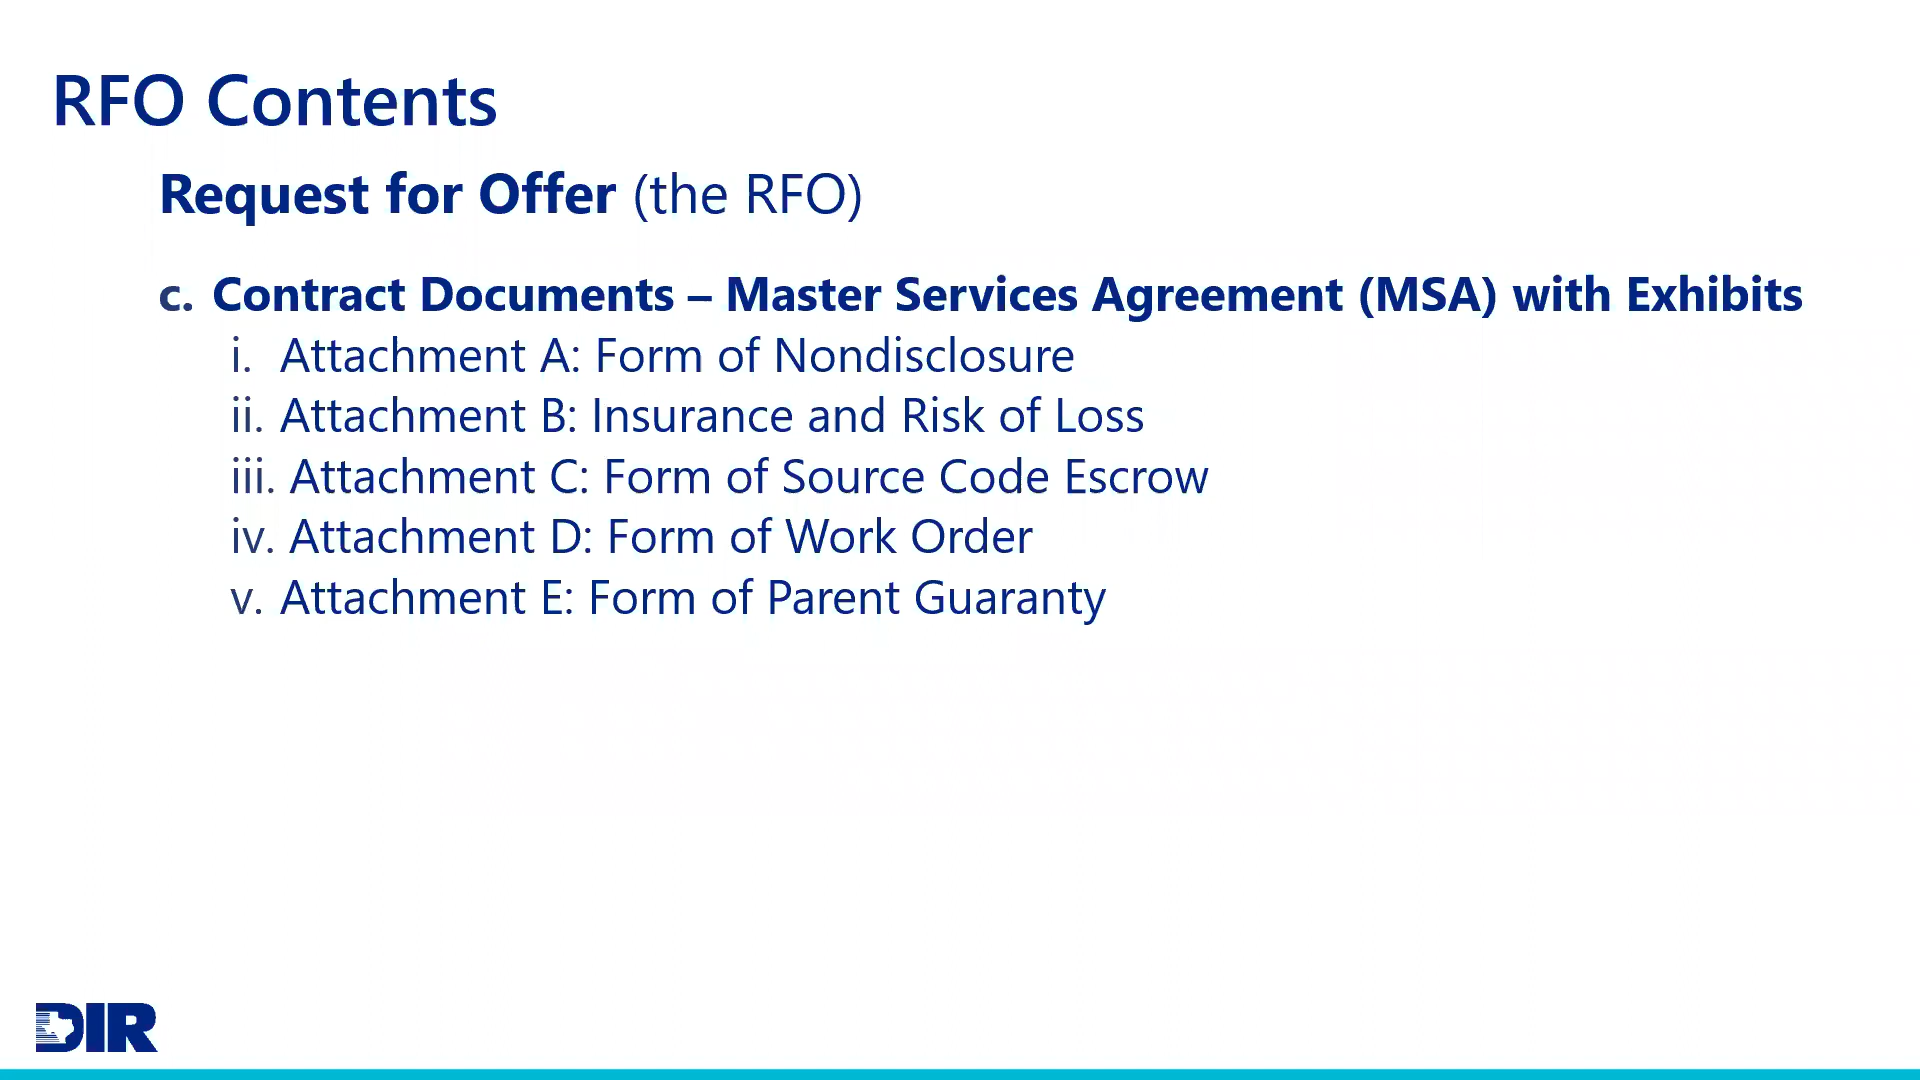 RFO Contents
Request for Offer (the RFO)
c. Contract Documents – Master Services Agreement (MSA) with Exhibits
i. Attachment A: Form of Nondisclosure
ii. Attachment B: Insurance and Risk of Loss
iii. Attachment C: Form of Source Code Escrow
iv. Attachment D: Form of Work Order
v. Attachment E: Form of Parent Guaranty
DIR